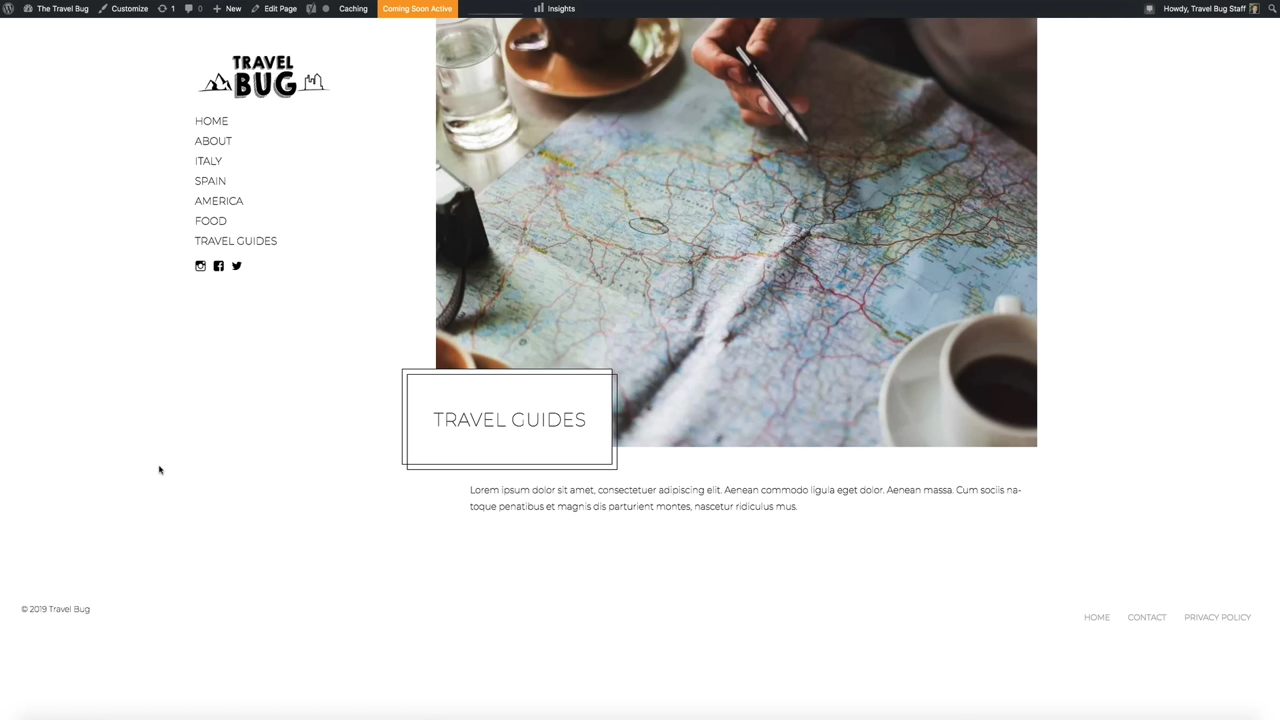 The Travel Bug Customize 1 0 New Edit Page Caching Coming Soon Active Insights Howdy, Travel Bug Staff
TRAVEL
BUG
HOME
ABOUT
ITALY
SPAIN
AMERICA
FOOD
TRAVEL GUIDES
TRAVEL GUIDES
Lorem ipsum dolor sit amet, consectetuer adipiscing elit. Aenean commodo ligula eget dolor. Aenean massa. Cum sociis na-
toque penatibus et magnis dis parturient montes, nascetur ridiculus mus.
© 2019 Travel Bug
HOME CONTACT PRIVACY POLICY